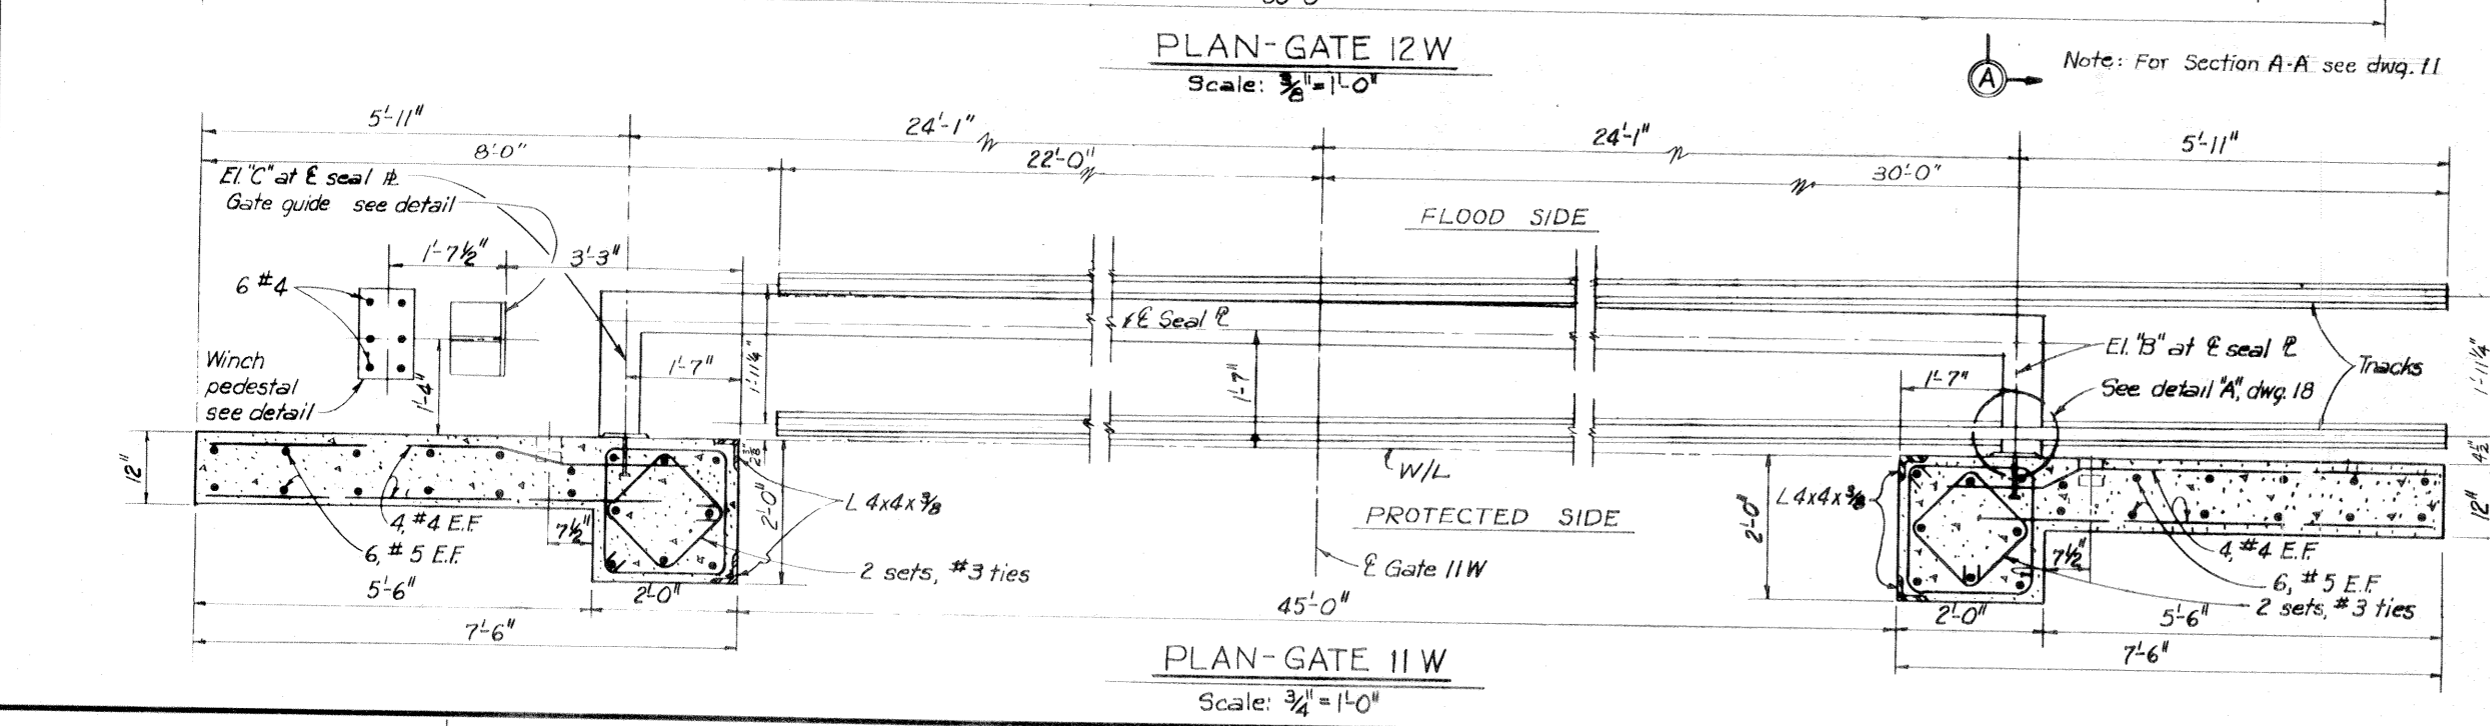 PLAN-GATE 12W
Scale: 3/8"=1'-0"
A
Note: For Section A-A see dwg. 11
5'-11"
24'-1"
24'-1"
5'-11"
8'-0"
22'-0"
30'-0"
El. "C" at ℄ seal ℞
Gate guide see detail
FLOOD SIDE
1'-7½"
3'-3"
6 #4
℄ Seal ℞
Winch
pedestal
see detail
1'-4"
1'-7"
1'-11¼"
1'-7"
El. "B" at ℄ seal ℞
See detail "A", dwg. 18
Tracks
1'-7"
1'-11¼"
12"
2⅜"
2'-0"
W/L
PROTECTED SIDE
L 4x4x⅜
L 4x4x⅜
2'-0"
4½"
12"
4, #4 E.F.
6, #5 E.F.
7½"
2 sets, #3 ties
℄ Gate 11W
7½"
4, #4 E.F.
6, #5 E.F.
2 sets, #3 ties
5'-6"
2'-0"
45'-0"
2'-0"
5'-6"
7'-6"
7'-6"
PLAN-GATE 11W
Scale: 3/4"=1'-0"